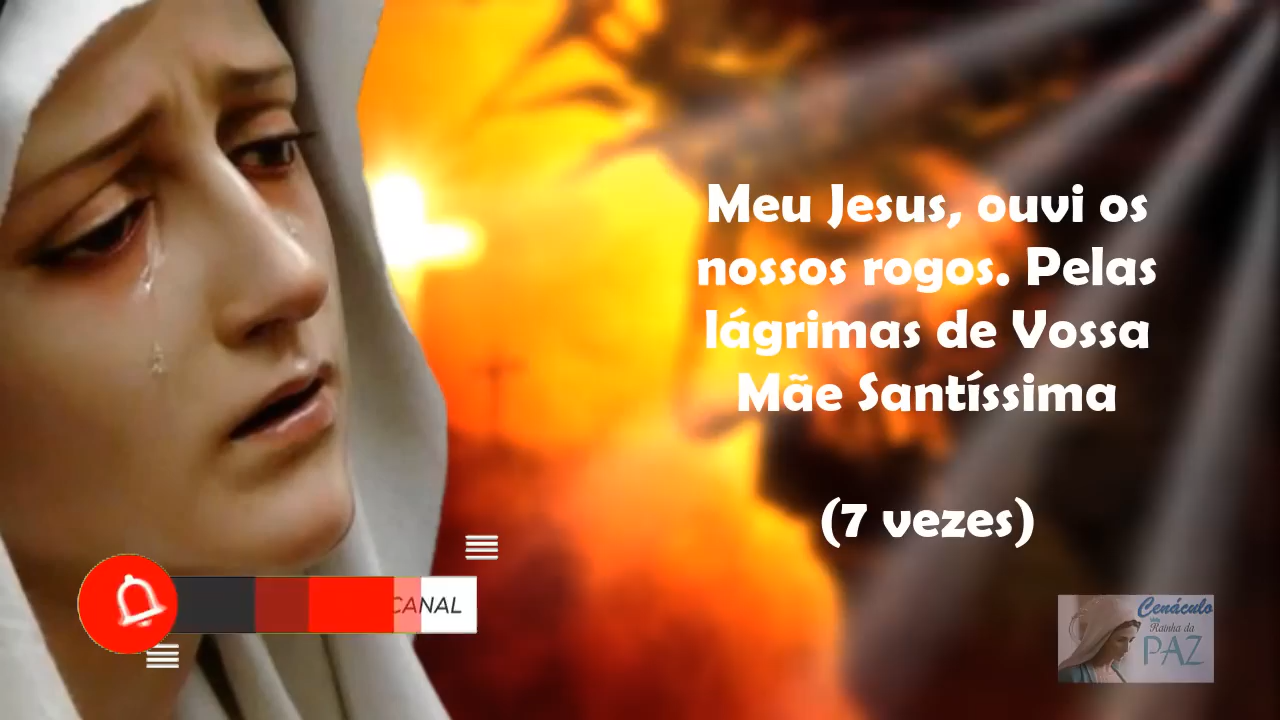 Meu Jesus, ouvi os
nossos rogos. Pelas
lágrimas de Vossa
Mãe Santíssima
(7 vezes)
CANAL
Cenáculo
Rainha da
PAZ